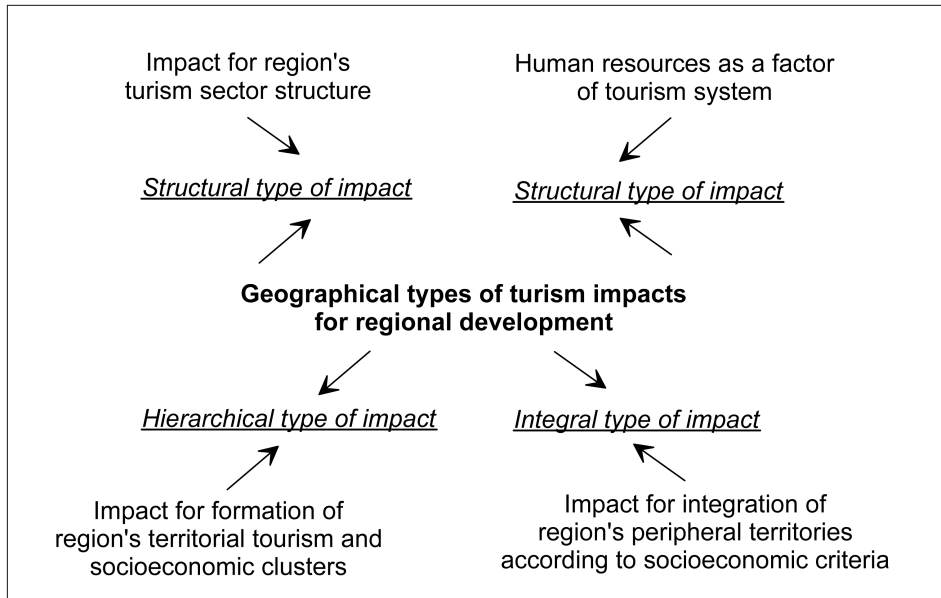 Impact for region's
turism sector structure
Human resources as a factor
of tourism system
Structural type of impact
Structural type of impact
Geographical types of turism impacts
for regional development
Hierarchical type of impact
Integral type of impact
Impact for formation of
region's territorial tourism and
socioeconomic clusters
Impact for integration of
region's peripheral territories
according to socioeconomic criteria